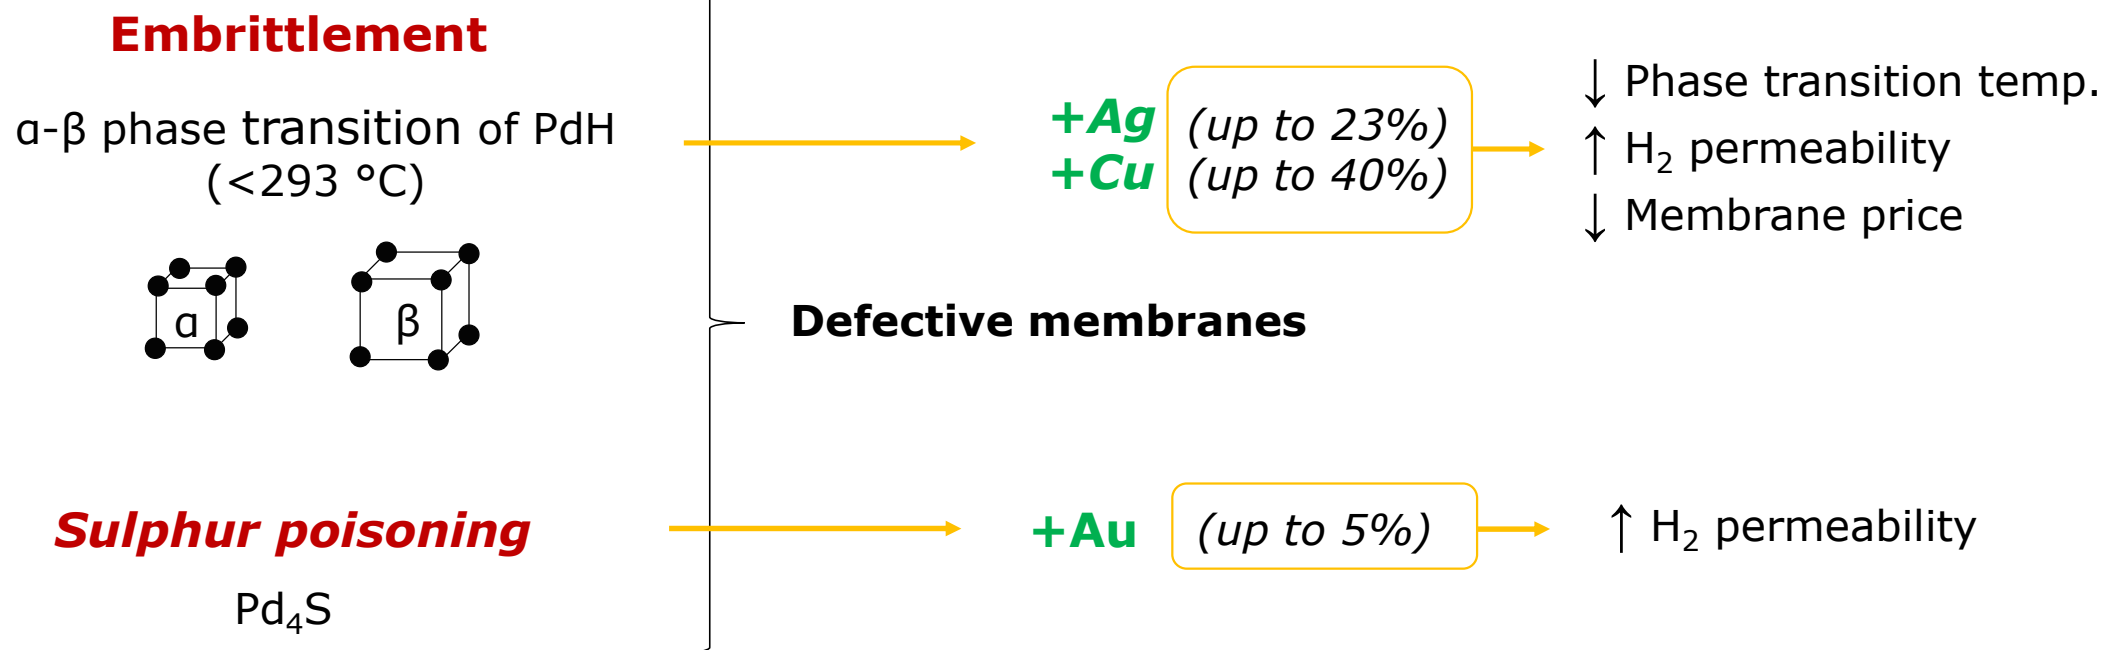 Embrittlement
α-β phase transition of PdH
(<293 °C)
α
β
+Ag (up to 23%)
+Cu (up to 40%)
↓ Phase transition temp.
↑ H₂ permeability
↓ Membrane price
Defective membranes
Sulphur poisoning
Pd₄S
+Au (up to 5%)
↑ H₂ permeability